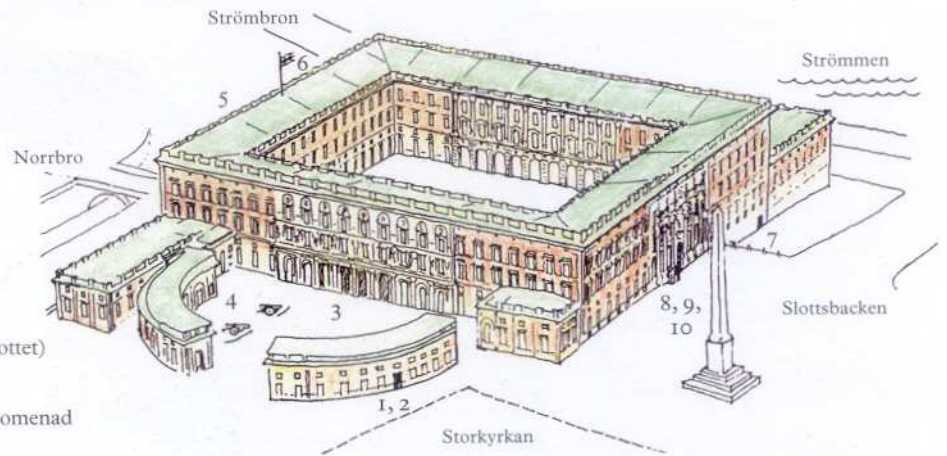 Strömbron
Strömmen
6
5
Norrbro
7
4
3
8, 9,
10
Slottsbacken
ottet)
1, 2
omenad
Storkyrkan